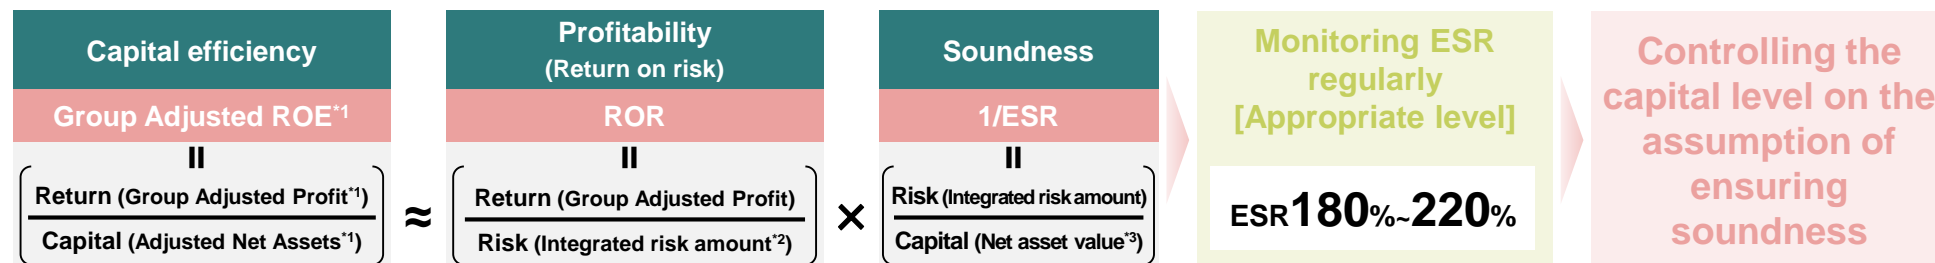 Capital efficiency
Group Adjusted ROE*1
=
Return (Group Adjusted Profit*1)
Capital (Adjusted Net Assets*1)
≈
Profitability
(Return on risk)
ROR
=
Return (Group Adjusted Profit)
Risk (Integrated risk amount*2)
×
Soundness
1/ESR
=
Risk (Integrated risk amount)
Capital (Net asset value*3)
Monitoring ESR
regularly
[Appropriate level]
ESR180%~220%
Controlling the
capital level on the
assumption of
ensuring
soundness